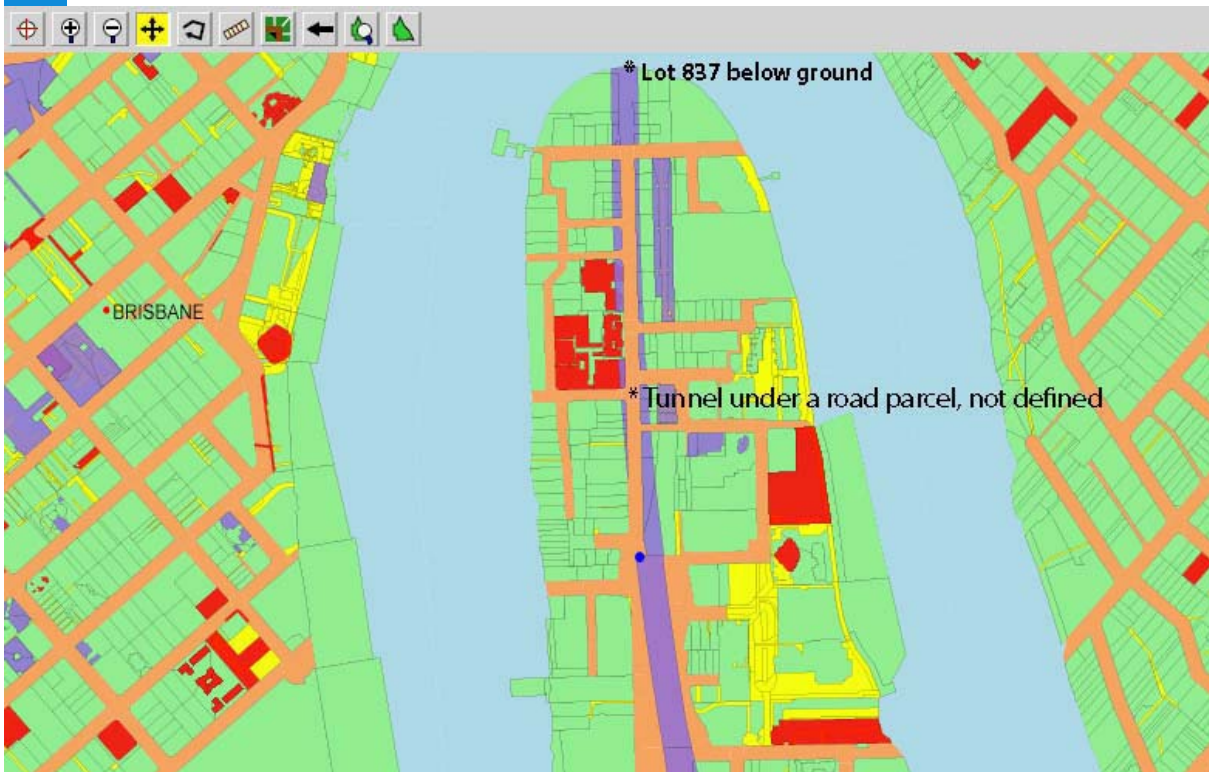 * Lot 837 below ground
BRISBANE
* Tunnel under a road parcel, not defined